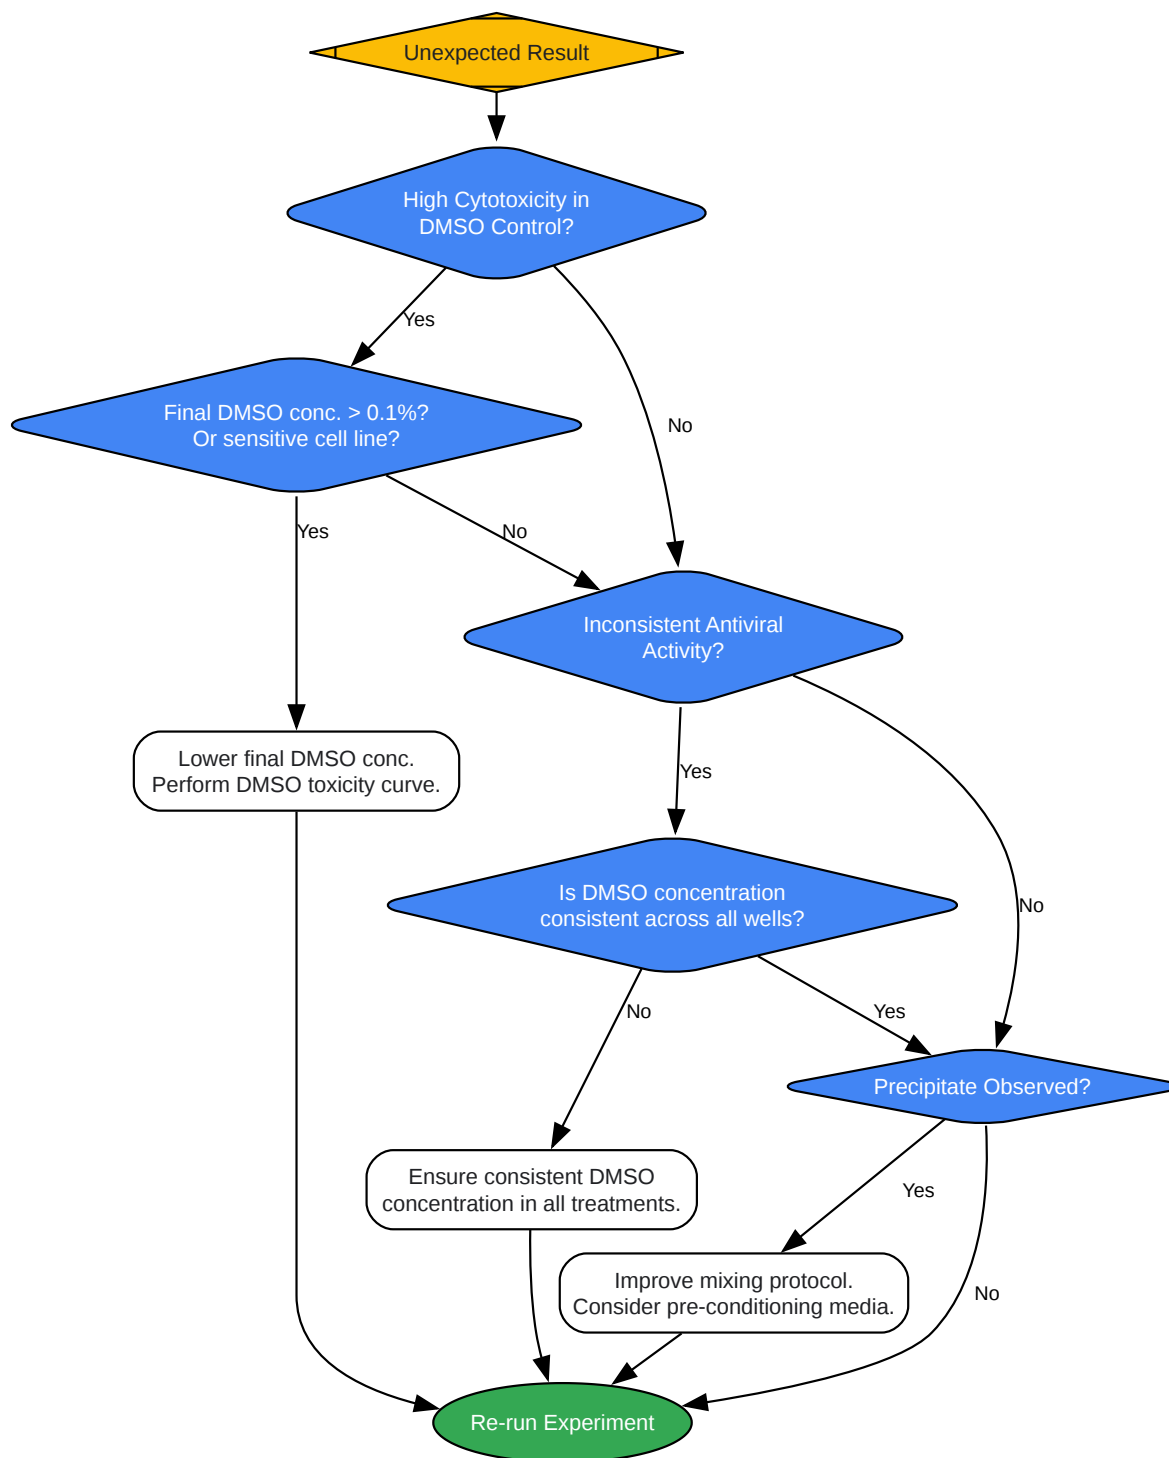 Unexpected Result
High Cytotoxicity in
DMSO Control?
Yes
No
Final DMSO conc. > 0.1%?
Or sensitive cell line?
Yes
No
Inconsistent Antiviral
Activity?
Lower final DMSO conc.
Perform DMSO toxicity curve.
Yes
No
Is DMSO concentration
consistent across all wells?
No
Yes
Precipitate Observed?
Ensure consistent DMSO
concentration in all treatments.
Yes
No
Improve mixing protocol.
Consider pre-conditioning media.
Re-run Experiment